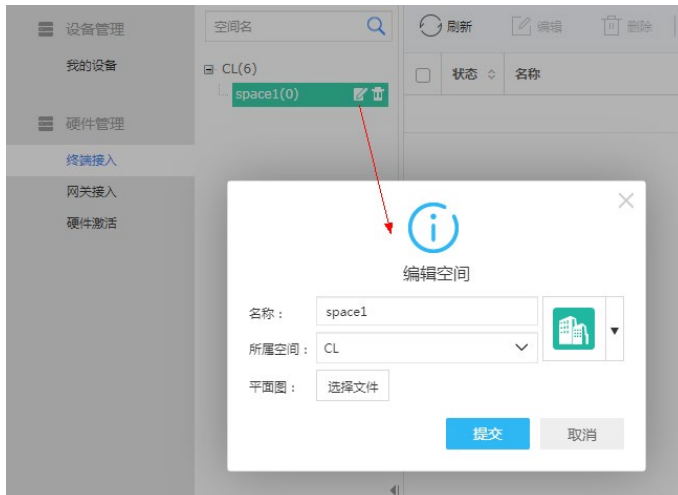 设备管理
我的设备
硬件管理
终端接入
网关接入
硬件激活
空间名
CL(6)
space1(0)
刷新 编辑 删除
状态 名称
编辑空间
名称： space1
所属空间： CL
平面图： 选择文件
提交 取消